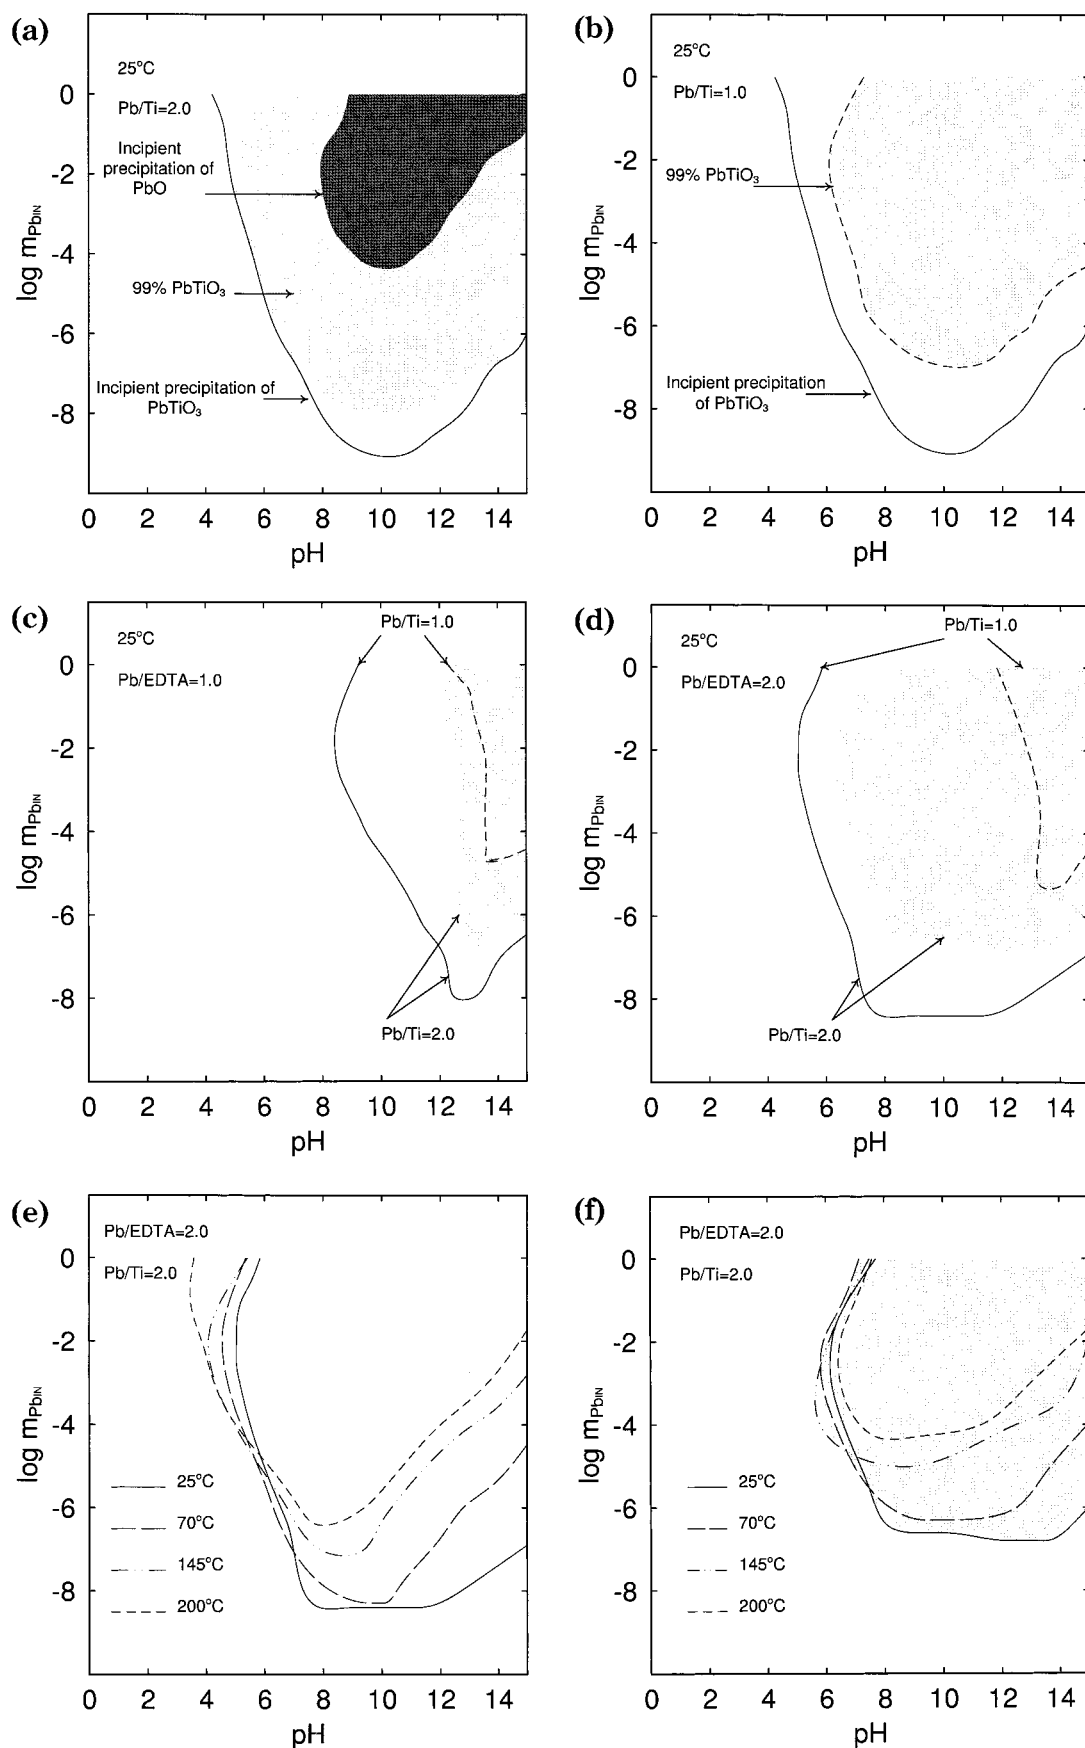 (a)
25°C
Pb/Ti=2.0
Incipient
precipitation of
PbO
99% PbTiO₃
Incipient precipitation of
PbTiO₃
log m_PbIN
0
-2
-4
-6
-8
0 2 4 6 8 10 12 14
pH
(b)
25°C
Pb/Ti=1.0
99% PbTiO₃
Incipient precipitation
of PbTiO₃
log m_PbIN
0
-2
-4
-6
-8
0 2 4 6 8 10 12 14
pH
(c)
Pb/Ti=1.0
25°C
Pb/EDTA=1.0
Pb/Ti=2.0
log m_PbIN
0
-2
-4
-6
-8
0 2 4 6 8 10 12 14
pH
(d)
Pb/Ti=1.0
25°C
Pb/EDTA=2.0
Pb/Ti=2.0
log m_PbIN
0
-2
-4
-6
-8
0 2 4 6 8 10 12 14
pH
(e)
Pb/EDTA=2.0
Pb/Ti=2.0
25°C
70°C
145°C
200°C
log m_PbIN
0
-2
-4
-6
-8
0 2 4 6 8 10 12 14
pH
(f)
Pb/EDTA=2.0
Pb/Ti=2.0
25°C
70°C
145°C
200°C
log m_PbIN
0
-2
-4
-6
-8
0 2 4 6 8 10 12 14
pH